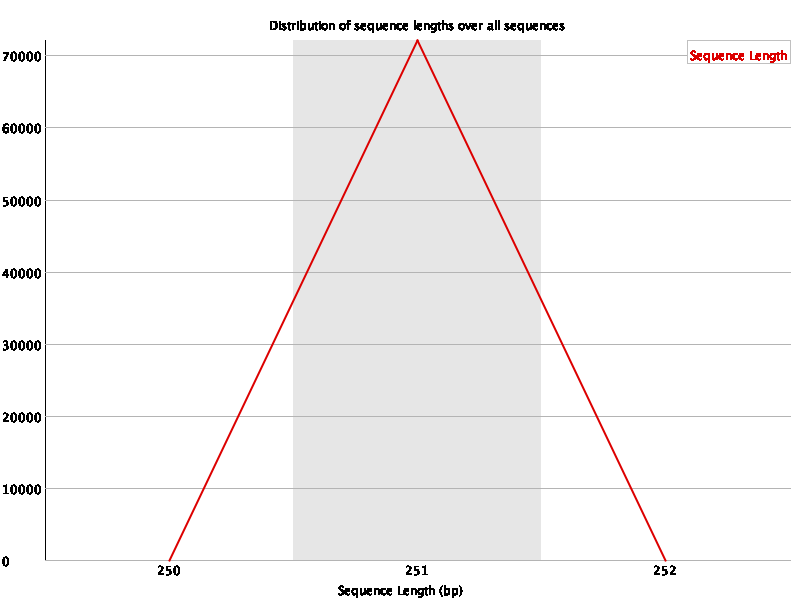 Distribution of sequence lengths over all sequences
Sequence Length
70000
60000
50000
40000
30000
20000
10000
0
250 251 252
Sequence Length (bp)